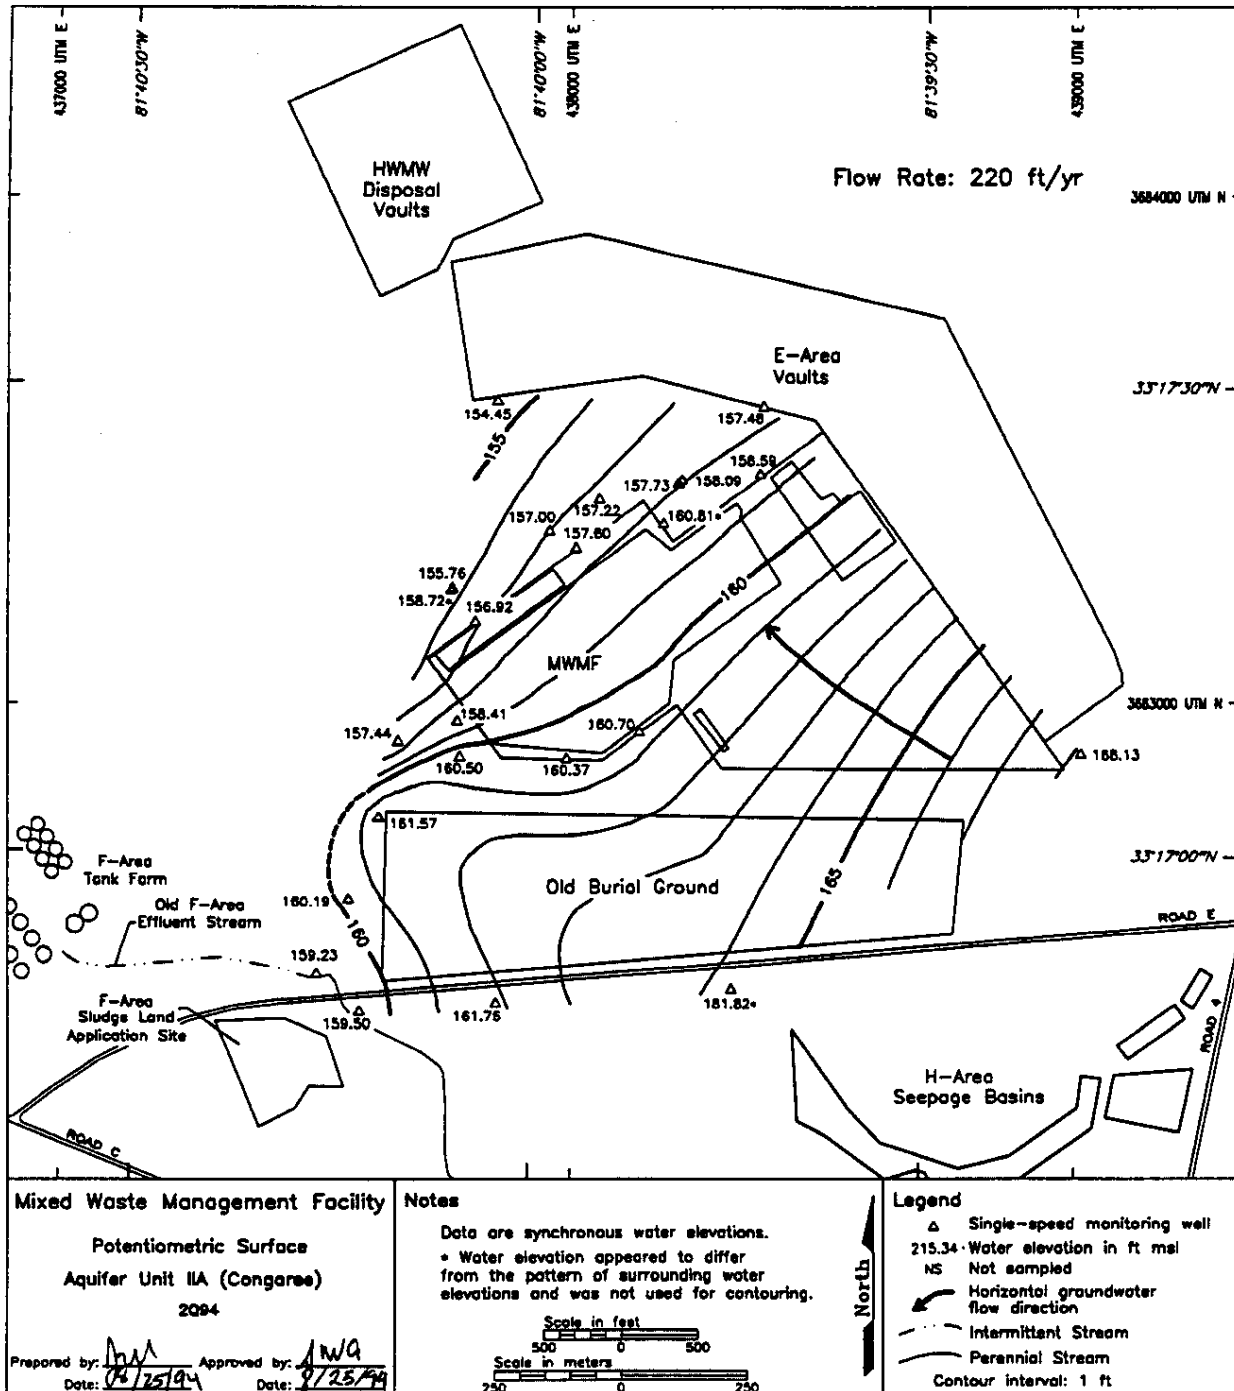 437000 UTM E
81°40'30"W
81°40'00"W
438000 UTM E
81°39'30"W
439000 UTM E
HWMW
Disposal
Vaults
Flow Rate: 220 ft/yr
3684000 UTM N
E-Area
Vaults
33°17'30"N
154.45
157.48
155
158.59
157.73
158.09
157.22
157.00
160.81*
157.60
155.76
158.72*
156.92
160
MWMF
3683000 UTM N
158.41
160.70
157.44
160.50
160.37
168.13
161.57
F-Area
Tank Farm
33°17'00"N
Old Burial Ground
165
160.19
Old F-Area
Effluent Stream
ROAD E
160
159.23
F-Area
Sludge Land
Application Site
159.50
161.75
181.82*
ROAD 4
H-Area
Seepage Basins
ROAD C
Mixed Waste Management Facility
Potentiometric Surface
Aquifer Unit IIA (Congaree)
2Q94
Prepared by:
Approved by:
Date: 08/25/94
Date: 8/25/94
Notes
Data are synchronous water elevations.
* Water elevation appeared to differ
from the pattern of surrounding water
elevations and was not used for contouring.
Scale in feet
500 0 500
Scale in meters
250 0 250
North
Legend
Single-speed monitoring well
215.34 Water elevation in ft msl
NS Not sampled
Horizontal groundwater
flow direction
Intermittent Stream
Perennial Stream
Contour interval: 1 ft